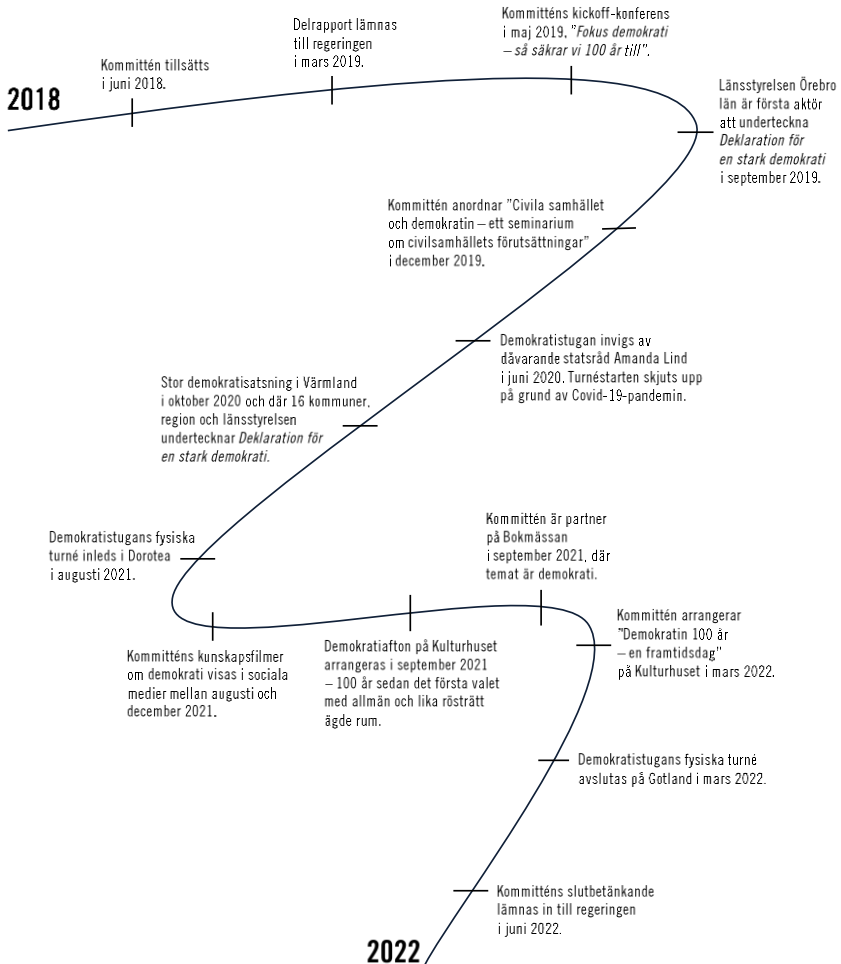 2018
Kommittén tillsätts
i juni 2018.
Delrapport lämnas
till regeringen
i mars 2019.
Kommitténs kickoff-konferens
i maj 2019, ”Fokus demokrati
– så säkrar vi 100 år till”.
Länsstyrelsen Örebro
län är första aktör
att underteckna
Deklaration för
en stark demokrati
i september 2019.
Kommittén anordnar ”Civila samhället
och demokratin – ett seminarium
om civilsamhällets förutsättningar”
i december 2019.
Demokratistugan invigs av
dåvarande statsråd Amanda Lind
i juni 2020. Turnéstarten skjuts upp
på grund av Covid-19-pandemin.
Stor demokratisatsning i Värmland
i oktober 2020 och där 16 kommuner,
region och länsstyrelsen
undertecknar Deklaration för
en stark demokrati.
Demokratistugans fysiska
turné inleds i Dorotea
i augusti 2021.
Kommitténs kunskapsfilmer
om demokrati visas i sociala
medier mellan augusti och
december 2021.
Demokratiafton på Kulturhuset
arrangeras i september 2021
– 100 år sedan det första valet
med allmän och lika rösträtt
ägde rum.
Kommittén är partner
på Bokmässan
i september 2021, där
temat är demokrati.
Kommittén arrangerar
”Demokratin 100 år
– en framtidsdag”
på Kulturhuset i mars 2022.
Demokratistugans fysiska turné
avslutas på Gotland i mars 2022.
Kommitténs slutbetänkande
lämnas in till regeringen
i juni 2022.
2022